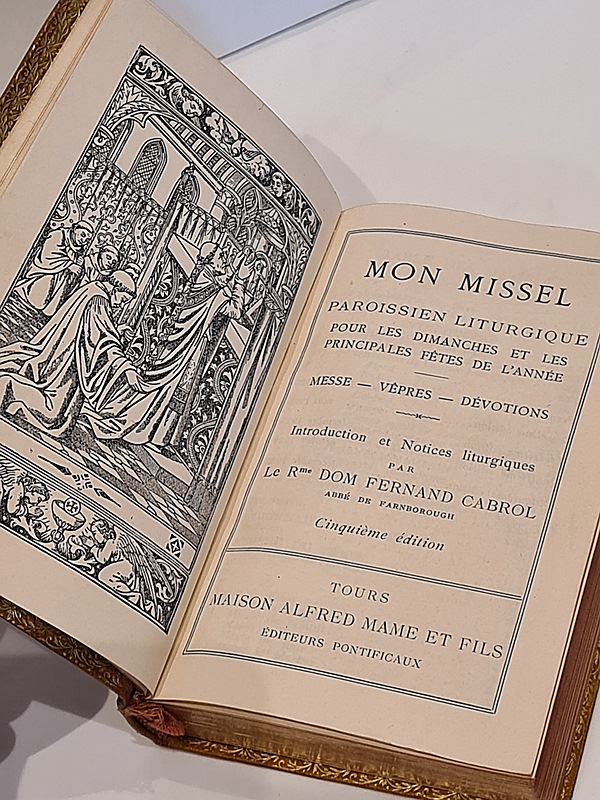 MON MISSEL
PAROISSIEN LITURGIQUE
POUR LES DIMANCHES ET LES
PRINCIPALES FÊTES DE L'ANNÉE
MESSE — VÊPRES — DÉVOTIONS
Introduction et Notices liturgiques
PAR
Le Rme DOM FERNAND CABROL
ABBÉ DE FARNBOROUGH
Cinquième édition
TOURS
MAISON ALFRED MAME ET FILS
ÉDITEURS PONTIFICAUX